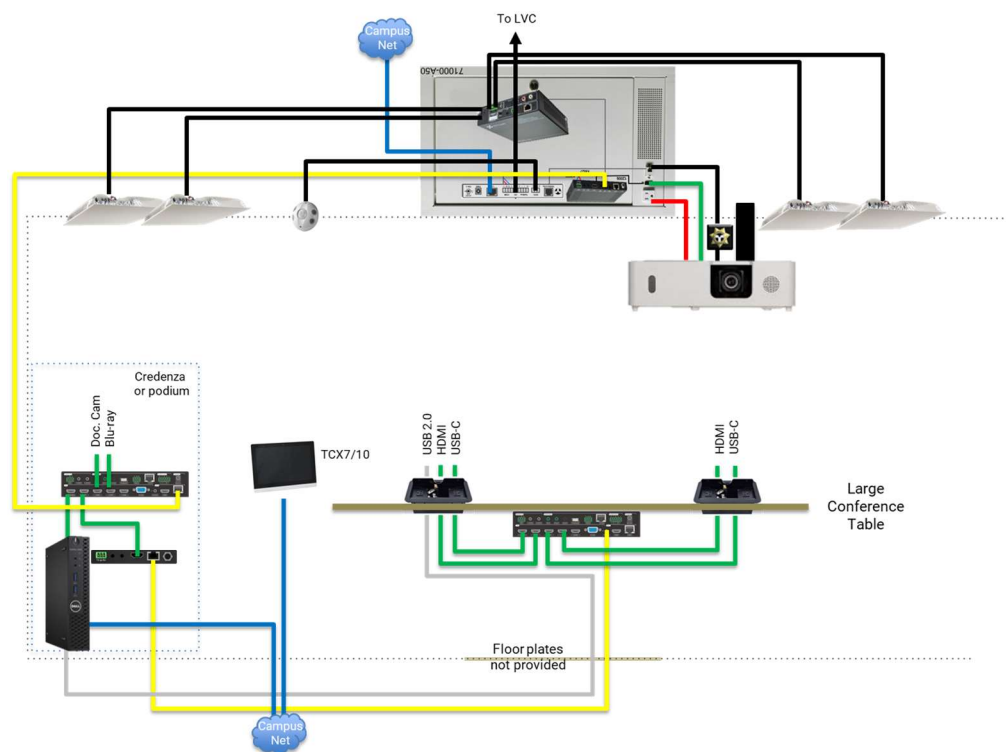 To LVC
Campus
Net
71000-A50
Credenza
or podium
Doc. Cam
Blu-ray
TCX7/10
USB 2.0
HDMI
USB-C
HDMI
USB-C
Large
Conference
Table
DELL
Floor plates
not provided
Campus
Net